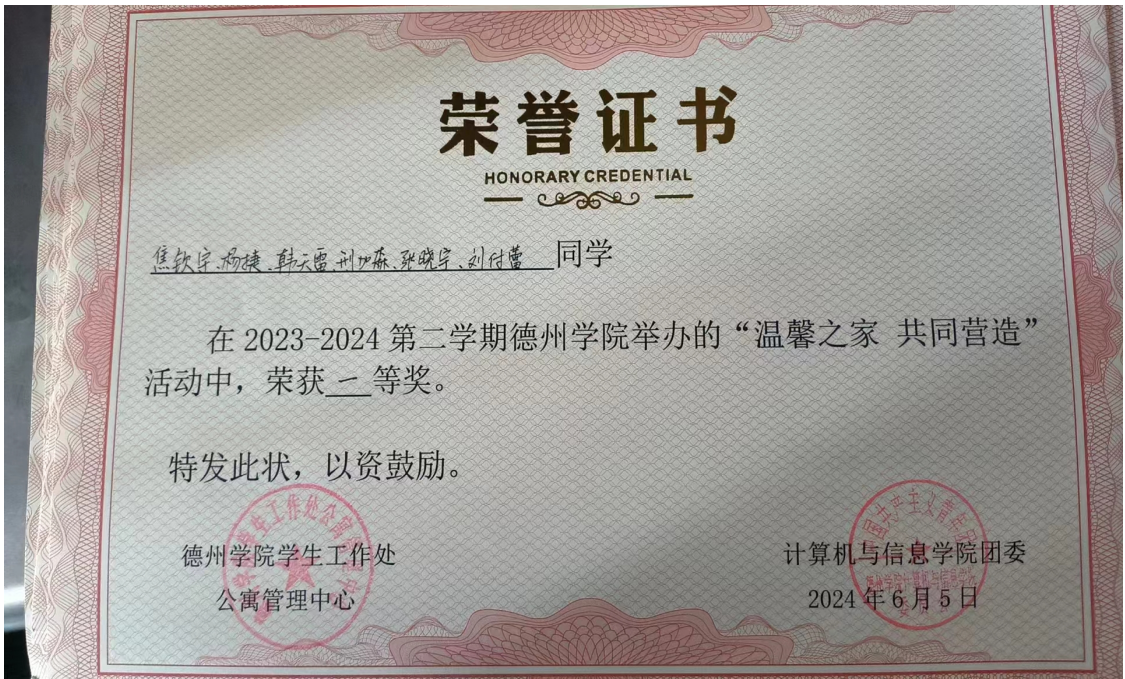 荣誉证书
HONORARY CREDENTIAL
焦钦宇、杨捷、韩天雷、邢加森、张晓宇、刘付蕾 同学
在 2023-2024 第二学期德州学院举办的“温馨之家 共同营造”
活动中，荣获一等奖。
特发此状，以资鼓励。
德州学院学生工作处
公寓管理中心
计算机与信息学院团委
2024 年 6 月 5 日